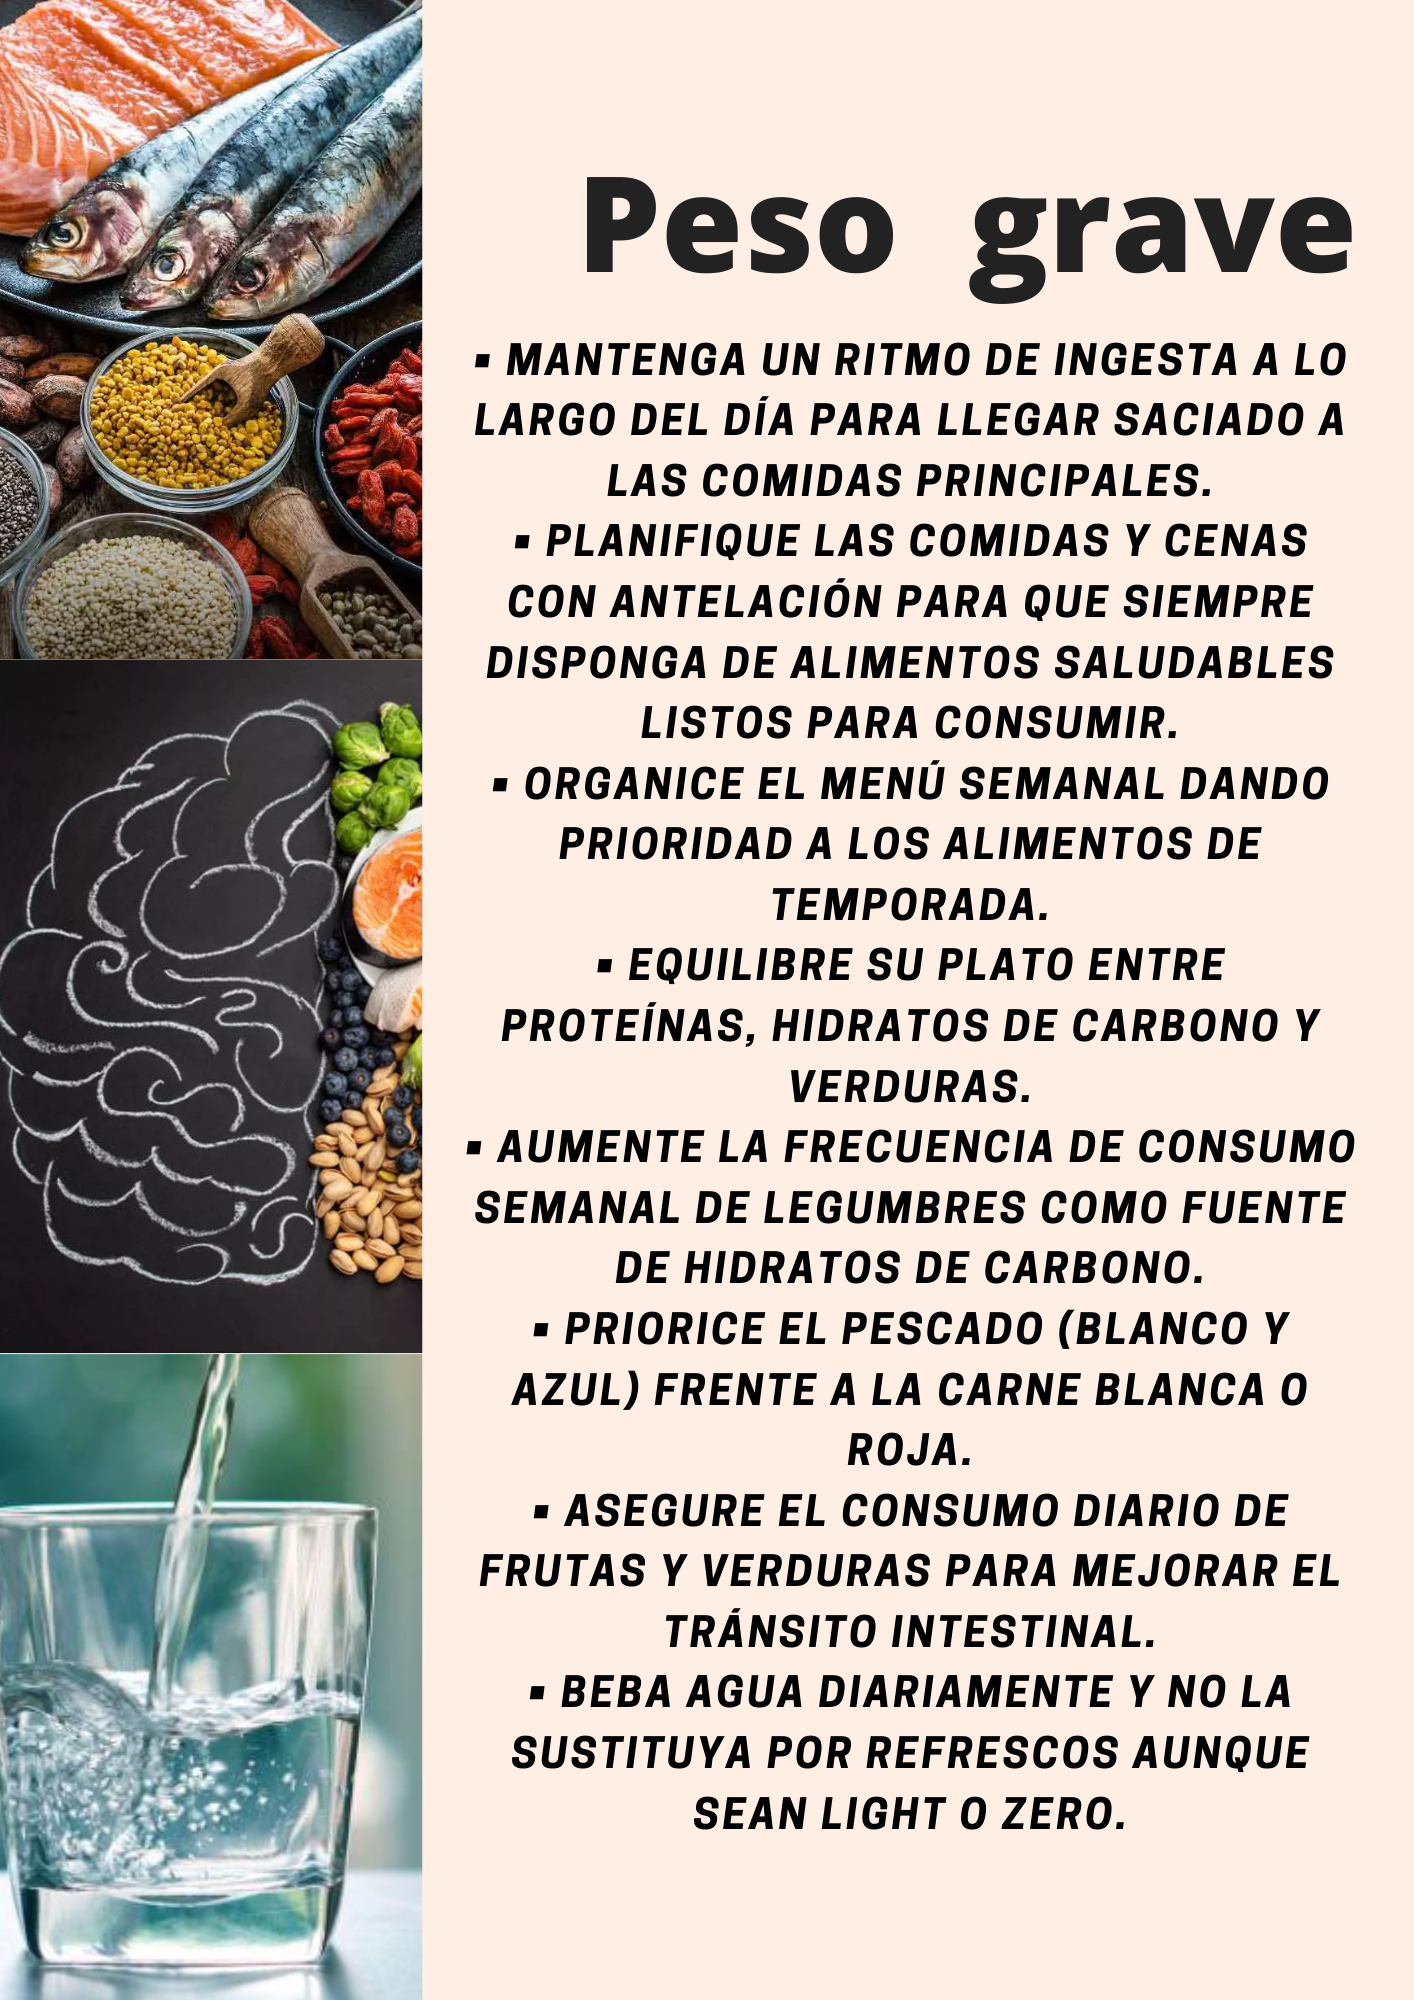 Peso grave
▪ MANTENGA UN RITMO DE INGESTA A LO
LARGO DEL DÍA PARA LLEGAR SACIADO A
LAS COMIDAS PRINCIPALES.
▪ PLANIFIQUE LAS COMIDAS Y CENAS
CON ANTELACIÓN PARA QUE SIEMPRE
DISPONGA DE ALIMENTOS SALUDABLES
LISTOS PARA CONSUMIR.
▪ ORGANICE EL MENÚ SEMANAL DANDO
PRIORIDAD A LOS ALIMENTOS DE
TEMPORADA.
▪ EQUILIBRE SU PLATO ENTRE
PROTEÍNAS, HIDRATOS DE CARBONO Y
VERDURAS.
▪ AUMENTE LA FRECUENCIA DE CONSUMO
SEMANAL DE LEGUMBRES COMO FUENTE
DE HIDRATOS DE CARBONO.
▪ PRIORICE EL PESCADO (BLANCO Y
AZUL) FRENTE A LA CARNE BLANCA O
ROJA.
▪ ASEGURE EL CONSUMO DIARIO DE
FRUTAS Y VERDURAS PARA MEJORAR EL
TRÁNSITO INTESTINAL.
▪ BEBA AGUA DIARIAMENTE Y NO LA
SUSTITUYA POR REFRESCOS AUNQUE
SEAN LIGHT O ZERO.